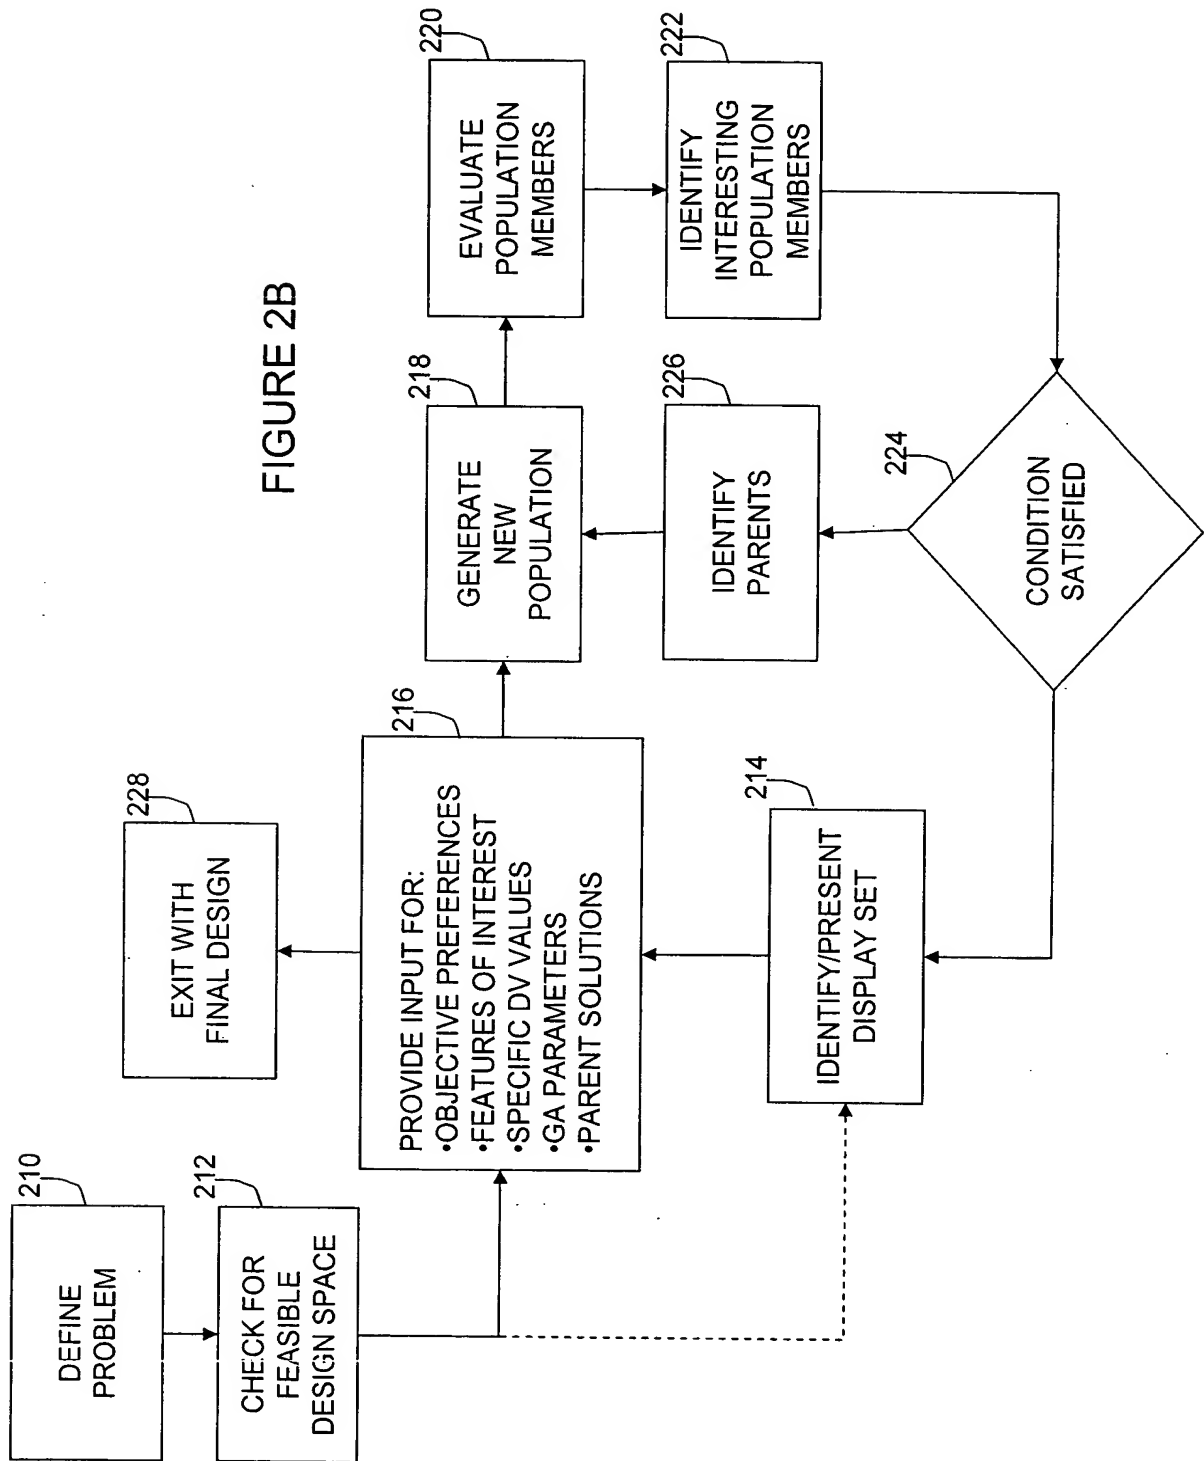 FIGURE 2B
210
DEFINE
PROBLEM
212
CHECK FOR
FEASIBLE
DESIGN SPACE
228
EXIT WITH
FINAL DESIGN
216
PROVIDE INPUT FOR:
•OBJECTIVE PREFERENCES
•FEATURES OF INTEREST
•SPECIFIC DV VALUES
•GA PARAMETERS
•PARENT SOLUTIONS
214
IDENTIFY/PRESENT
DISPLAY SET
218
GENERATE
NEW
POPULATION
226
IDENTIFY
PARENTS
224
CONDITION
SATISFIED
220
EVALUATE
POPULATION
MEMBERS
222
IDENTIFY
INTERESTING
POPULATION
MEMBERS